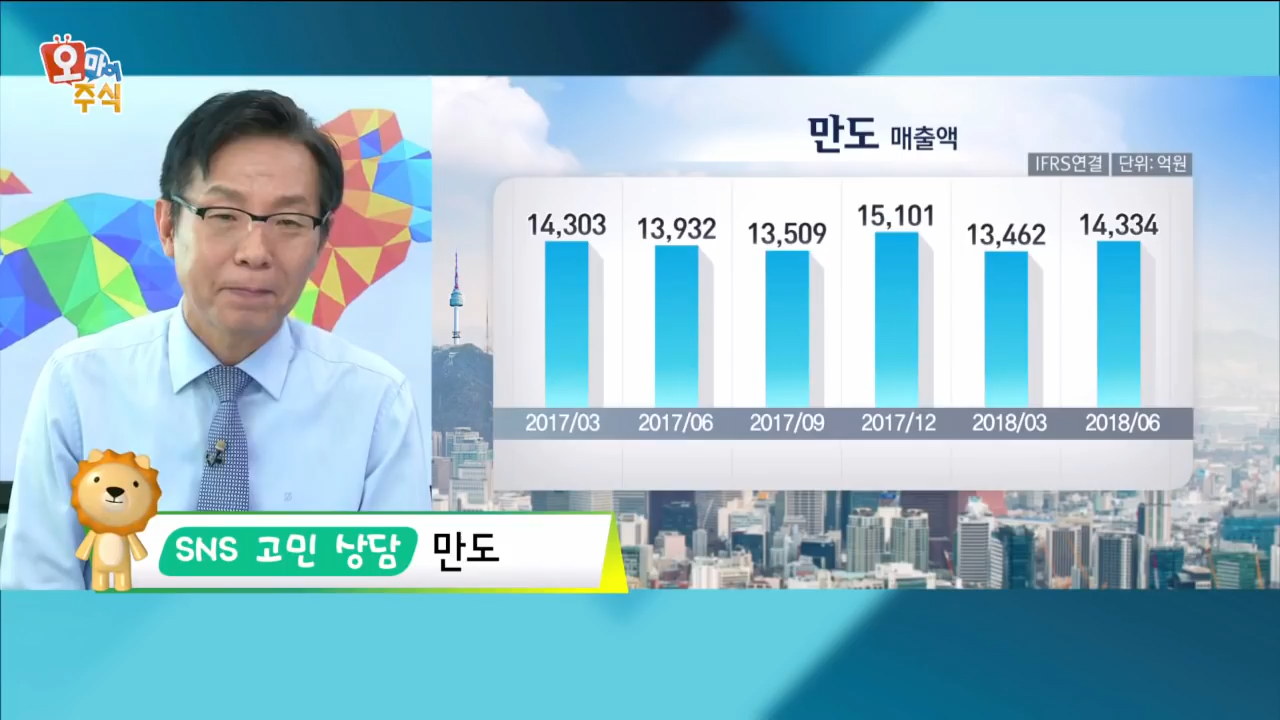 오 마이
주식
만도 매출액
IFRS연결 단위: 억원
14,303 13,932 13,509 15,101 13,462 14,334
2017/03 2017/06 2017/09 2017/12 2018/03 2018/06
SNS 고민 상담 만도